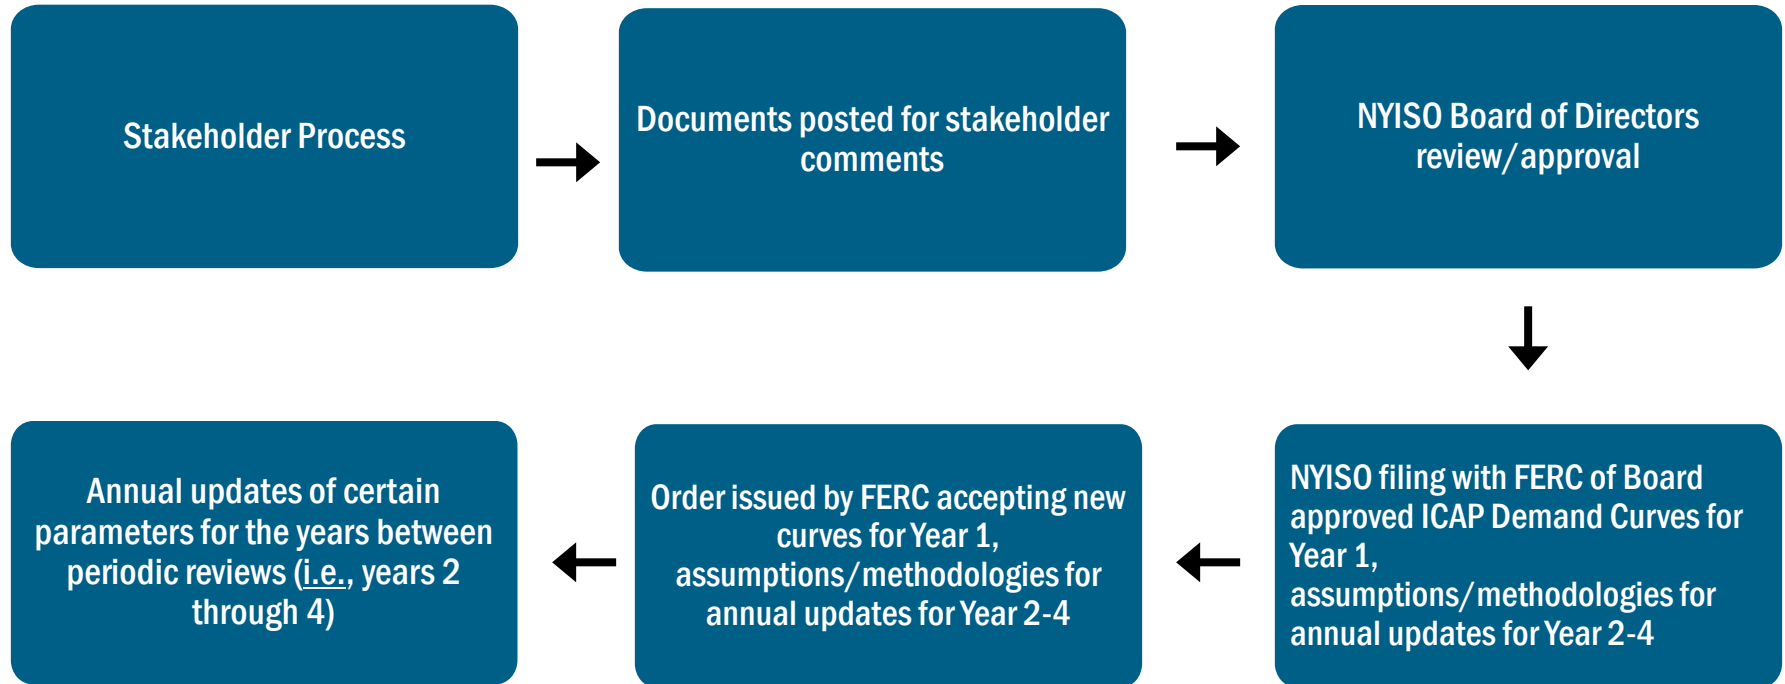 Stakeholder Process
Documents posted for stakeholder
comments
NYISO Board of Directors
review/approval
NYISO filing with FERC of Board
approved ICAP Demand Curves for
Year 1,
assumptions/methodologies for
annual updates for Year 2-4
Order issued by FERC accepting new
curves for Year 1,
assumptions/methodologies for
annual updates for Year 2-4
Annual updates of certain
parameters for the years between
periodic reviews (i.e., years 2
through 4)